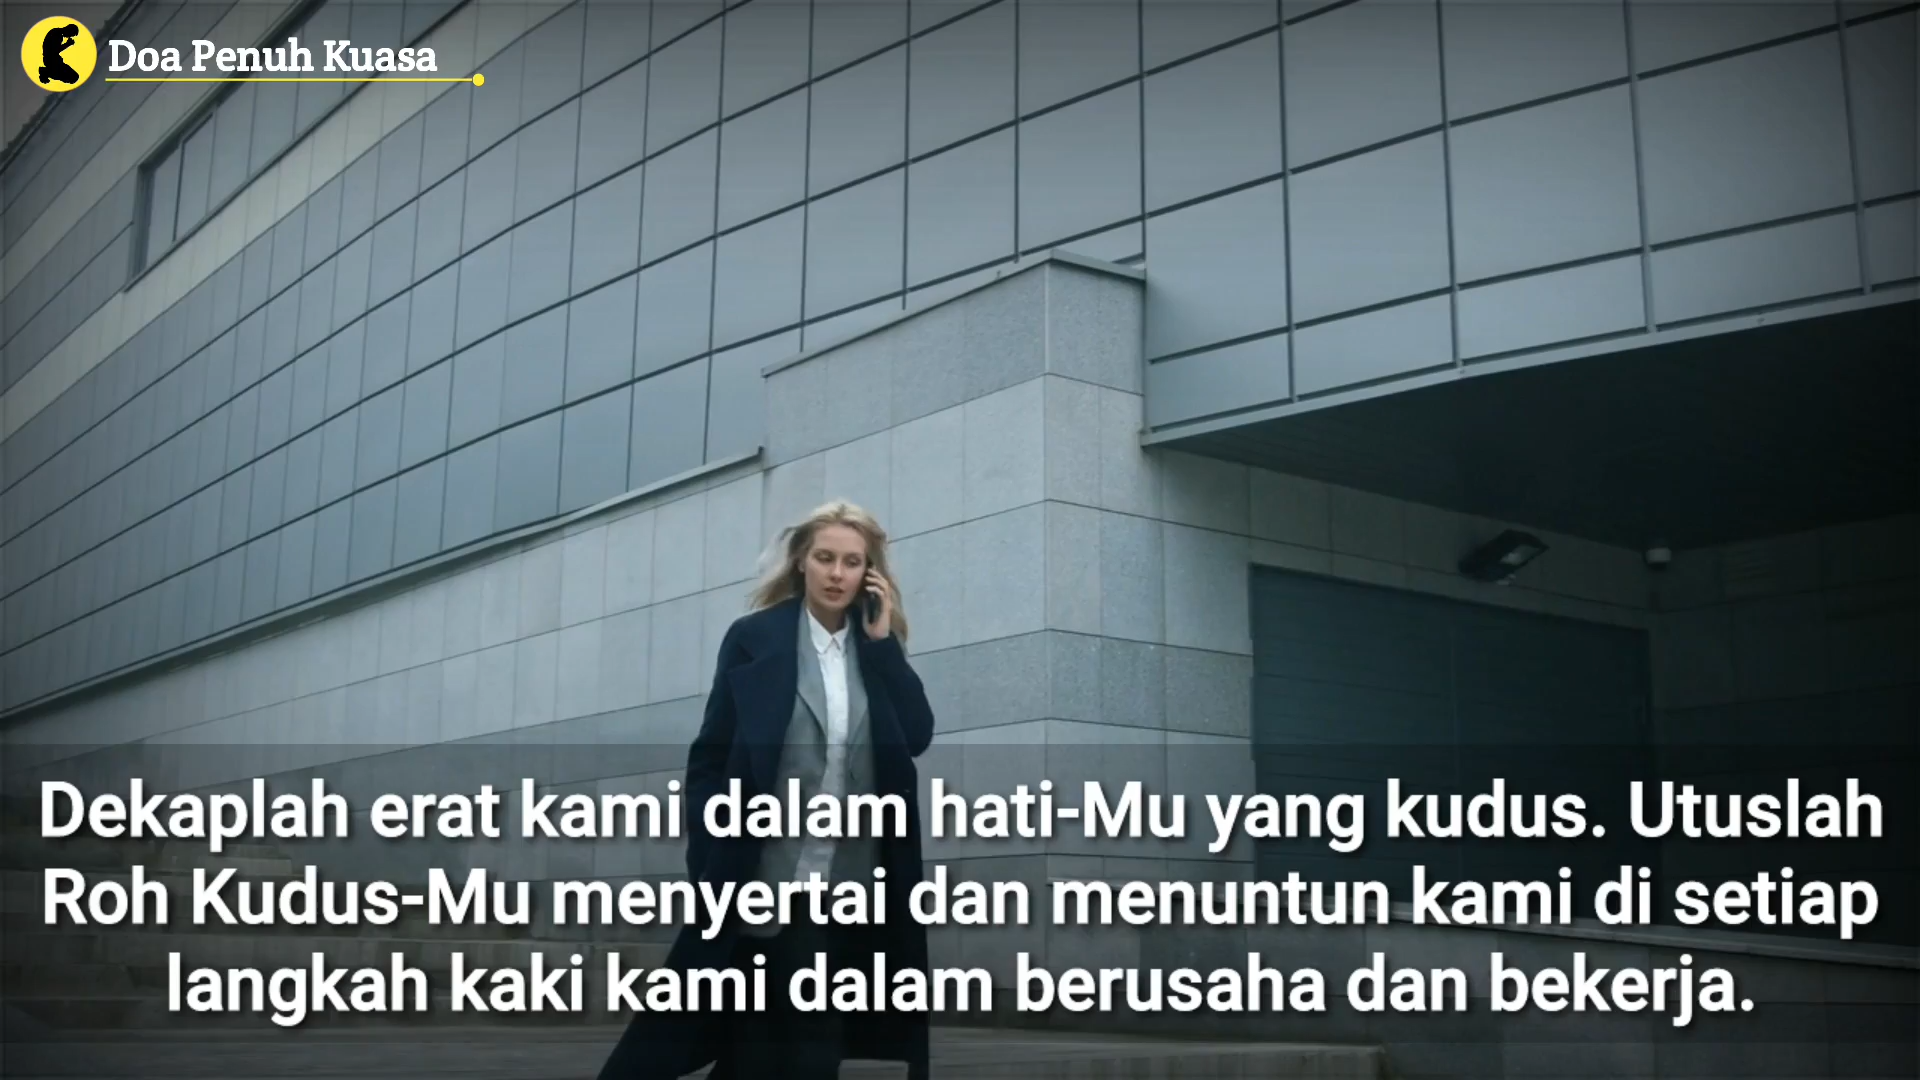 Doa Penuh Kuasa
Dekaplah erat kami dalam hati-Mu yang kudus. Utuslah
Roh Kudus-Mu menyertai dan menuntun kami di setiap
langkah kaki kami dalam berusaha dan bekerja.